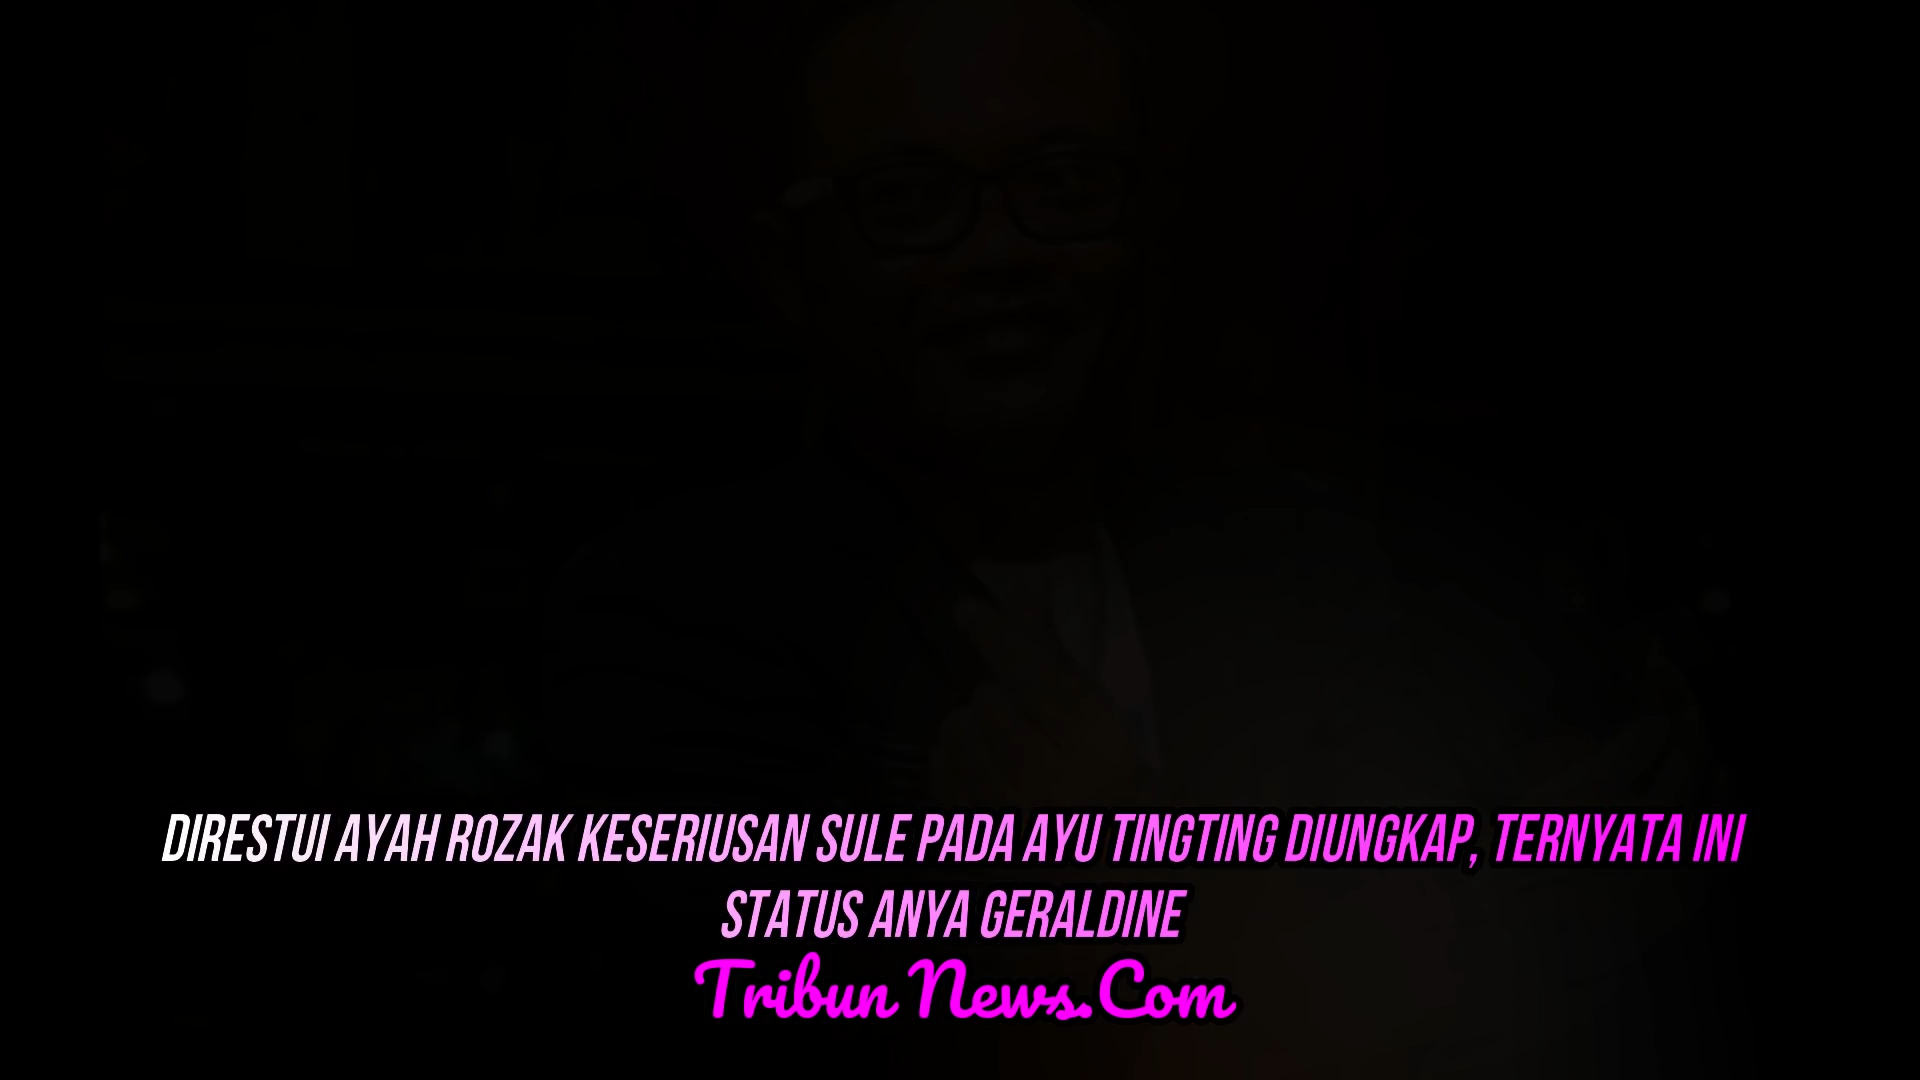 DIRESTUI AYAH ROZAK KESERIUSAN SULE PADA AYU TINGTING DIUNGKAP, TERNYATA INI
STATUS ANYA GERALDINE
Tribun News.Com